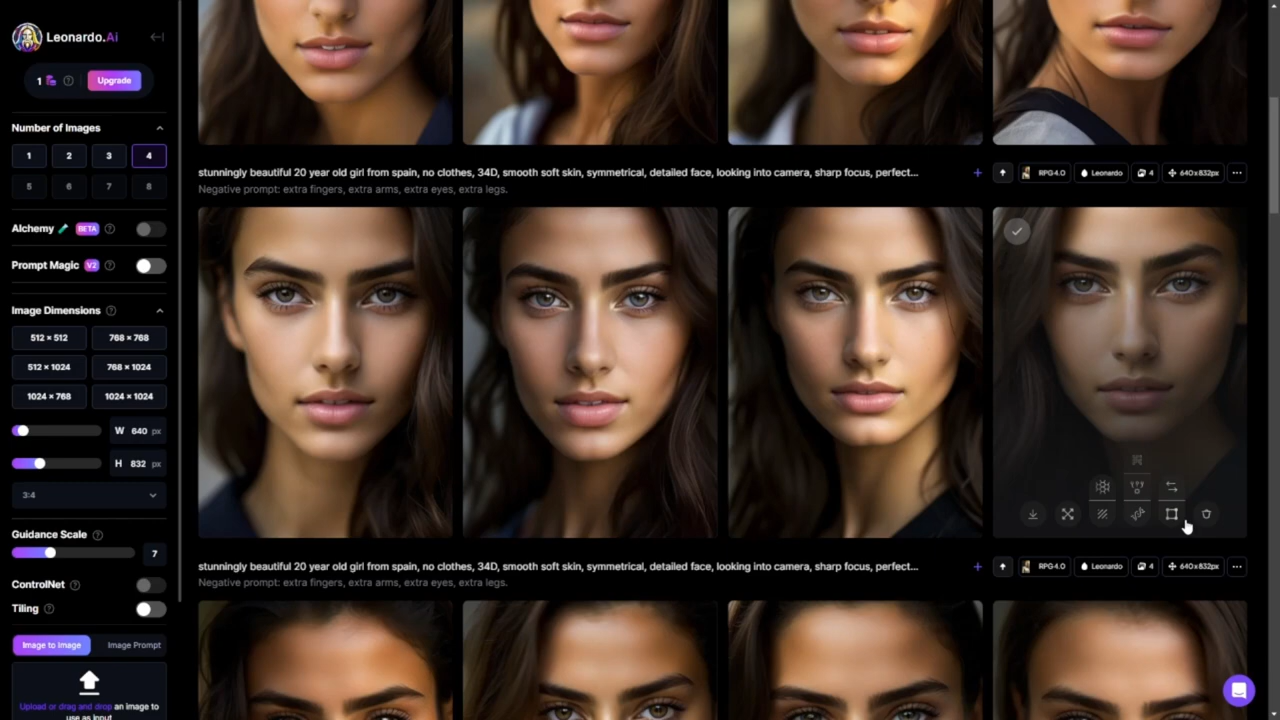 Leonardo.Ai
1
Upgrade
Number of Images
1 2 3 4
5 6 7 8
Alchemy BETA
Prompt Magic V2
Image Dimensions
512 × 512 768 × 768
512 × 1024 768 × 1024
1024 × 768 1024 × 1024
W 640 px
H 832 px
3:4
Guidance Scale
7
ControlNet
Tiling
Image to Image Image Prompt
Upload or drag and drop an image to
use as input
stunningly beautiful 20 year old girl from spain, no clothes, 34D, smooth soft skin, symmetrical, detailed face, looking into camera, sharp focus, perfect...
RPG4.0 Leonardo 4 640x832px
Negative prompt: extra fingers, extra arms, extra eyes, extra legs.
stunningly beautiful 20 year old girl from spain, no clothes, 34D, smooth soft skin, symmetrical, detailed face, looking into camera, sharp focus, perfect...
RPG4.0 Leonardo 4 640x832px
Negative prompt: extra fingers, extra arms, extra eyes, extra legs.